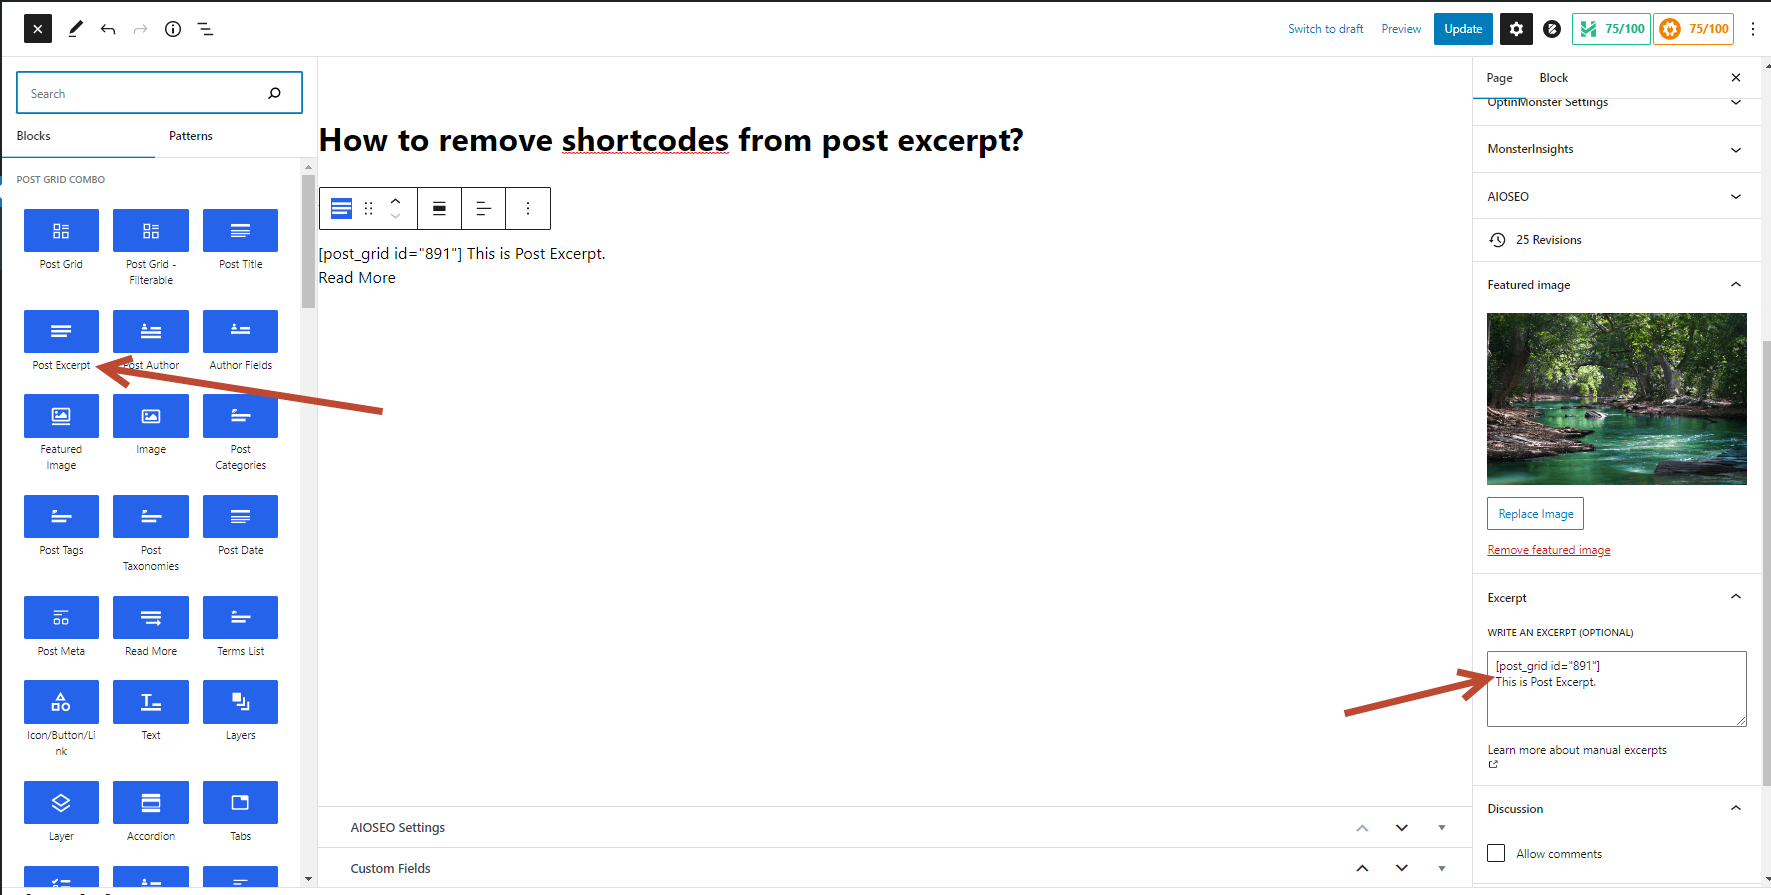 Switch to draft
Preview
Update
75/100
75/100
Search
Blocks
Patterns
POST GRID COMBO
Post Grid
Post Grid -
Filterable
Post Title
Post Excerpt
Post Author
Author Fields
Featured
Image
Image
Post
Categories
Post Tags
Post
Taxonomies
Post Date
Post Meta
Read More
Terms List
Icon/Button/Li
nk
Text
Layers
Layer
Accordion
Tabs
How to remove shortcodes from post excerpt?
[post_grid id="891"] This is Post Excerpt.
Read More
AIOSEO Settings
Custom Fields
Page
Block
OptinMonster Settings
MonsterInsights
AIOSEO
25 Revisions
Featured image
Replace Image
Remove featured image
Excerpt
WRITE AN EXCERPT (OPTIONAL)
[post_grid id="891"]
This is Post Excerpt.
Learn more about manual excerpts
Discussion
Allow comments